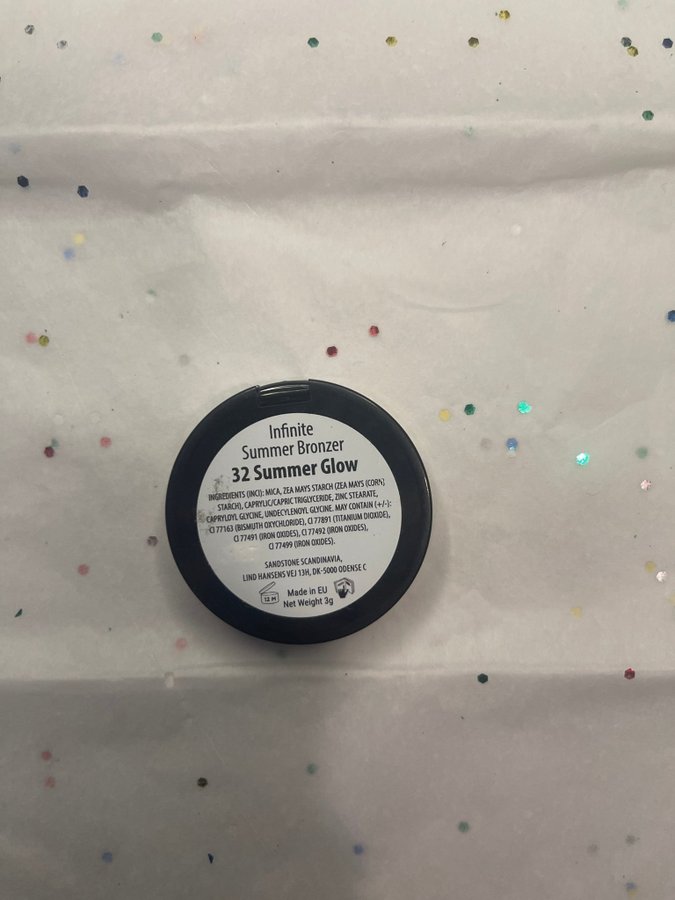 Infinite
Summer Bronzer
32 Summer Glow
INGREDIENTS (INCI): MICA, ZEA MAYS STARCH (ZEA MAYS (CORN)
STARCH), CAPRYLIC/CAPRIC TRIGLYCERIDE, ZINC STEARATE,
CAPRYLOYL GLYCINE, UNDECYLENOYL GLYCINE. MAY CONTAIN (+/-):
CI 77163 (BISMUTH OXYCHLORIDE), CI 77891 (TITANIUM DIOXIDE),
CI 77491 (IRON OXIDES), CI 77492 (IRON OXIDES),
CI 77499 (IRON OXIDES).
SANDSTONE SCANDINAVIA,
LIND HANSENS VEJ 13H, DK-5000 ODENSE C
12 M
Made in EU
Net Weight 3g